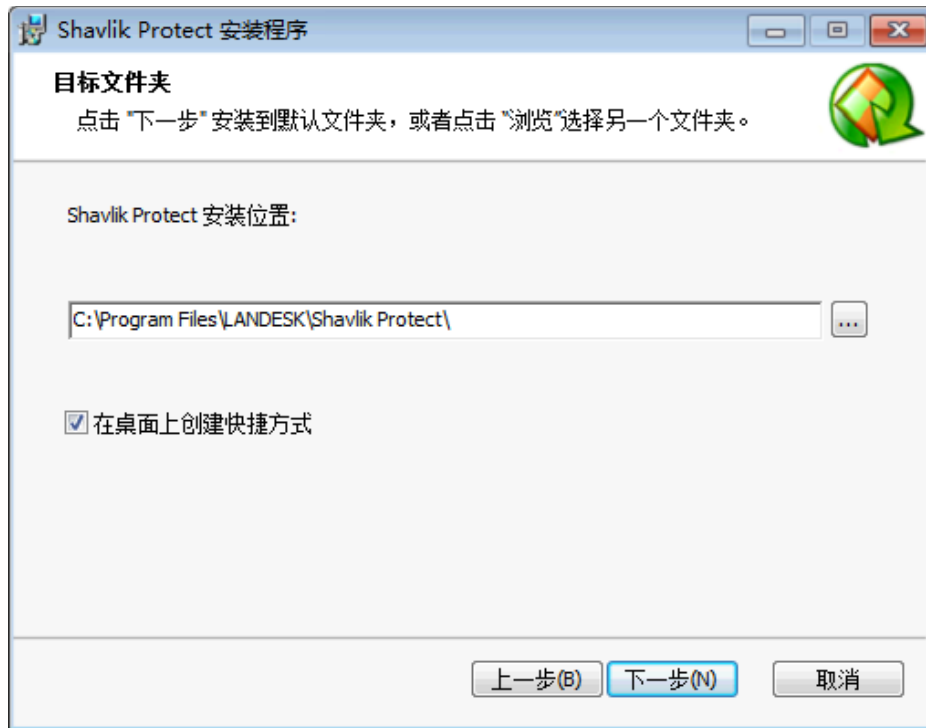 Shavlik Protect 安装程序
目标文件夹
点击 "下一步" 安装到默认文件夹，或者点击 "浏览"选择另一个文件夹。
Shavlik Protect 安装位置:
C:\Program Files\LANDESK\Shavlik Protect\
...
在桌面上创建快捷方式
上一步(B) 下一步(N) 取消